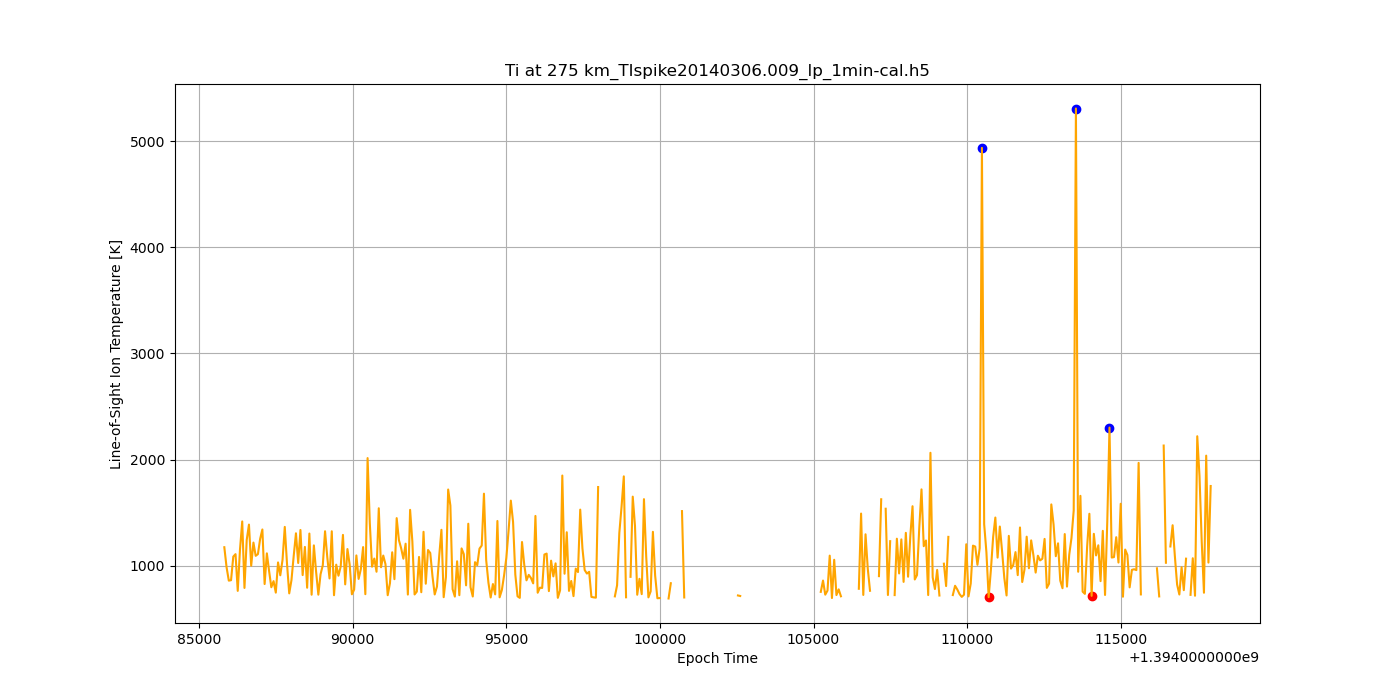 Ti at 275 km_TIspike20140306.009_lp_1min-cal.h5
Line-of-Sight Ion Temperature [K]
5000
4000
3000
2000
1000
85000 90000 95000 100000 105000 110000 115000
Epoch Time
+1.3940000000e9